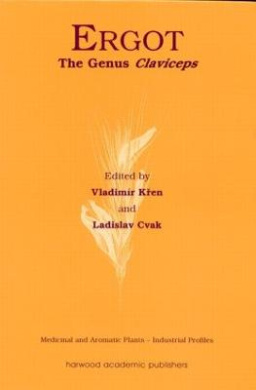 ERGOT
The Genus Claviceps
Edited by
Vladimír Křen
and
Ladislav Cvak
Medicinal and Aromatic Plants – Industrial Profiles
harwood academic publishers